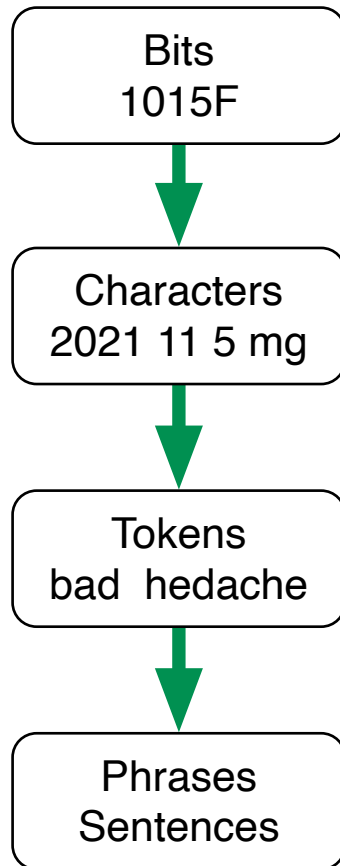 Bits
1015F
Characters
2021 11 5 mg
Tokens
bad hedache
Phrases
Sentences